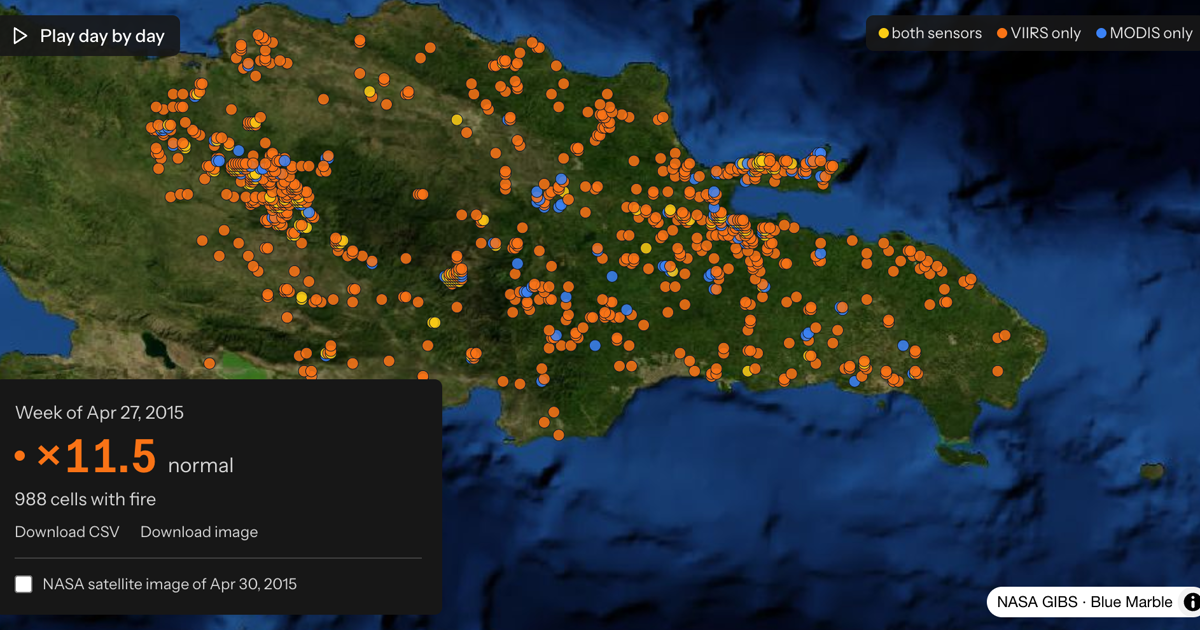 Play day by day
both sensors VIIRS only MODIS only
Week of Apr 27, 2015
• ×11.5 normal
988 cells with fire
Download CSV Download image
NASA satellite image of Apr 30, 2015
NASA GIBS · Blue Marble